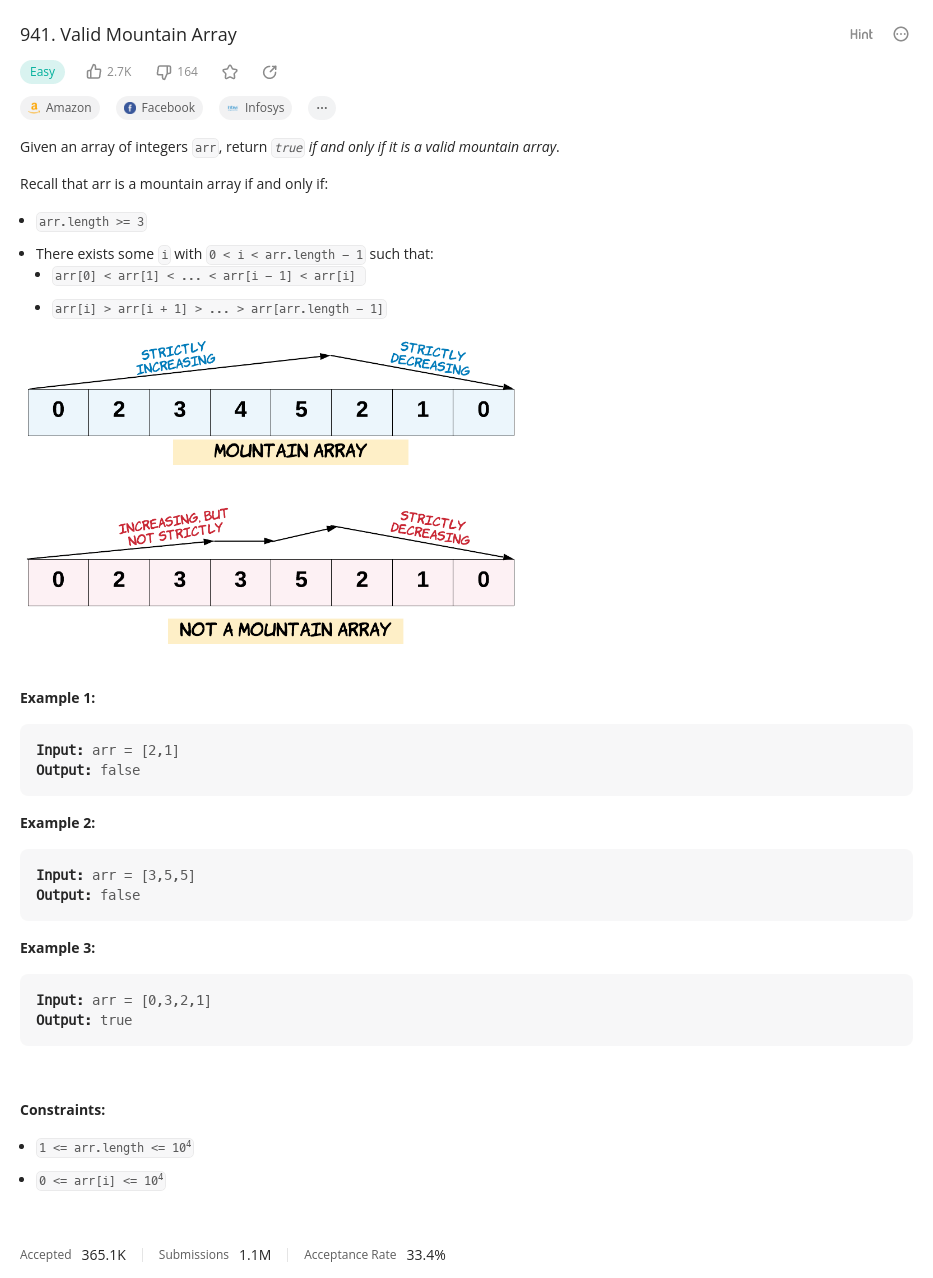 941. Valid Mountain Array
Hint
Easy 2.7K 164
Amazon Facebook Infosys ...
Given an array of integers arr, return true if and only if it is a valid mountain array.
Recall that arr is a mountain array if and only if:
• arr.length >= 3
• There exists some i with 0 < i < arr.length − 1 such that:
• arr[0] < arr[1] < ... < arr[i − 1] < arr[i]
• arr[i] > arr[i + 1] > ... > arr[arr.length − 1]
STRICTLY
INCREASING
STRICTLY
DECREASING
0 2 3 4 5 2 1 0
MOUNTAIN ARRAY
INCREASING, BUT
NOT STRICTLY
STRICTLY
DECREASING
0 2 3 3 5 2 1 0
NOT A MOUNTAIN ARRAY
Example 1:
Input: arr = [2,1]
Output: false
Example 2:
Input: arr = [3,5,5]
Output: false
Example 3:
Input: arr = [0,3,2,1]
Output: true
Constraints:
• 1 <= arr.length <= 10⁴
• 0 <= arr[i] <= 10⁴
Accepted 365.1K Submissions 1.1M Acceptance Rate 33.4%